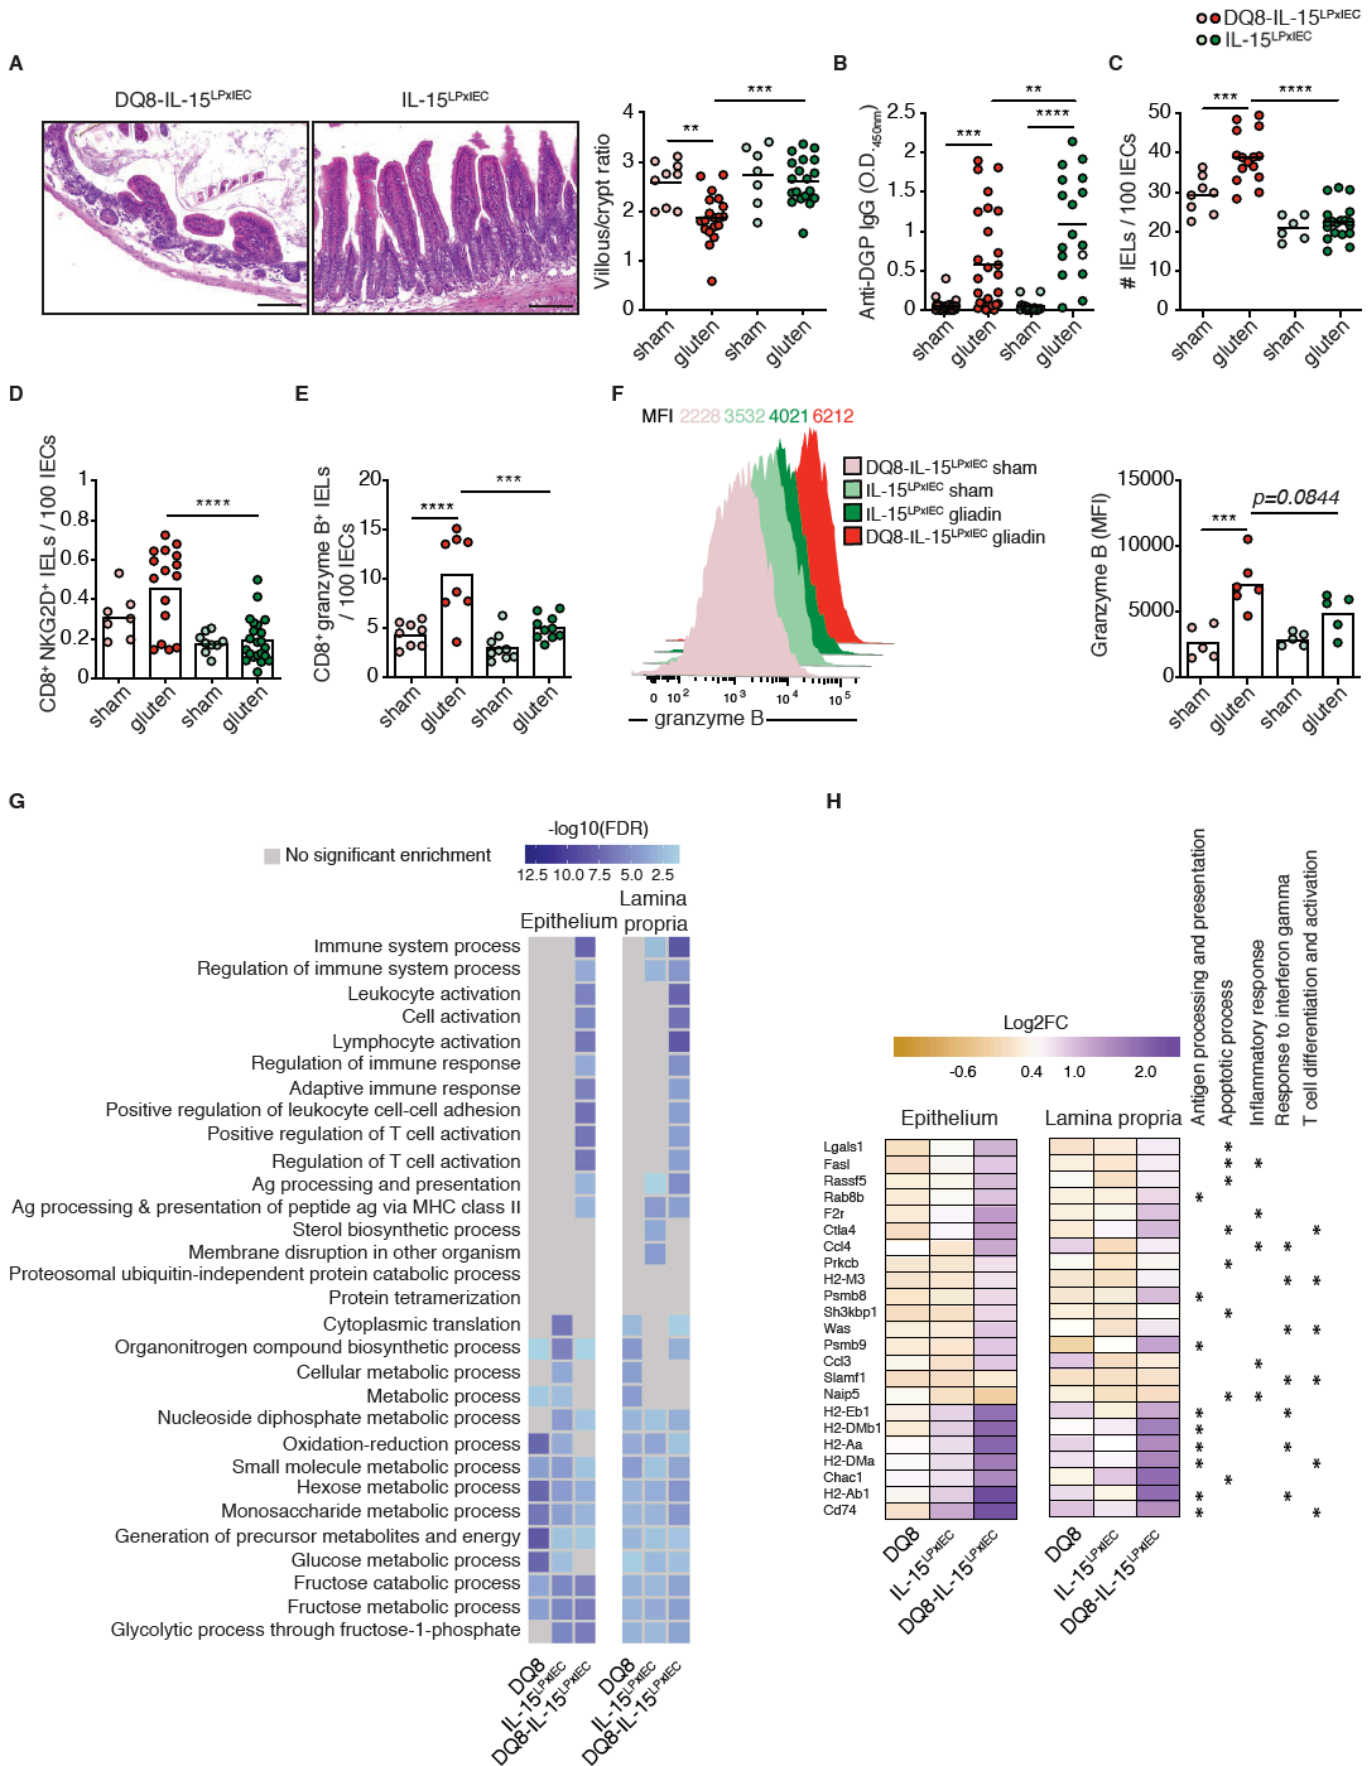 DQ8-IL-15LPxIEC
IL-15LPxIEC
A
DQ8-IL-15LPxIEC
IL-15LPxIEC
Villous/crypt ratio
4
3
2
1
0
**
***
sham
gluten
sham
gluten
B
Anti-DGP IgG (O.D.450nm)
2.5
2
1.5
1
0.5
0
***
**
****
sham
gluten
sham
gluten
C
# IELs / 100 IECs
50
40
30
20
10
0
***
****
sham
gluten
sham
gluten
D
CD8+ NKG2D+ IELs / 100 IECs
1
0.8
0.6
0.4
0.2
0
****
sham
gluten
sham
gluten
E
CD8+ granzyme B+ IELs
/ 100 IECs
20
15
10
5
0
****
***
sham
gluten
sham
gluten
F
MFI 2228 3532 4021 6212
DQ8-IL-15LPxIEC sham
IL-15LPxIEC sham
IL-15LPxIEC gliadin
DQ8-IL-15LPxIEC gliadin
0 10² 10³ 10⁴ 10⁵
granzyme B
Granzyme B (MFI)
15000
10000
5000
0
***
p=0.0844
sham
gluten
sham
gluten
G
-log10(FDR)
No significant enrichment
12.5 10.0 7.5 5.0 2.5
Epithelium
Lamina
propria
Immune system process
Regulation of immune system process
Leukocyte activation
Cell activation
Lymphocyte activation
Regulation of immune response
Adaptive immune response
Positive regulation of leukocyte cell-cell adhesion
Positive regulation of T cell activation
Regulation of T cell activation
Ag processing and presentation
Ag processing & presentation of peptide ag via MHC class II
Sterol biosynthetic process
Membrane disruption in other organism
Proteosomal ubiquitin-independent protein catabolic process
Protein tetramerization
Cytoplasmic translation
Organonitrogen compound biosynthetic process
Cellular metabolic process
Metabolic process
Nucleoside diphosphate metabolic process
Oxidation-reduction process
Small molecule metabolic process
Hexose metabolic process
Monosaccharide metabolic process
Generation of precursor metabolites and energy
Glucose metabolic process
Fructose catabolic process
Fructose metabolic process
Glycolytic process through fructose-1-phosphate
DQ8
IL-15LPxIEC
DQ8-IL-15LPxIEC
DQ8
IL-15LPxIEC
DQ8-IL-15LPxIEC
H
Log2FC
-0.6 0.4 1.0 2.0
Epithelium
Lamina propria
Antigen processing and presentation
Apoptotic process
Inflammatory response
Response to interferon gamma
T cell differentiation and activation
Lgals1 *
Fasl * *
Rassf5 *
Rab8b *
F2r *
Ctla4 * *
Ccl4 * *
Prkcb *
H2-M3 * *
Psmb8 *
Sh3kbp1 *
Was * *
Psmb9 *
Ccl3 *
Slamf1 * *
Naip5 * *
H2-Eb1 * *
H2-DMb1 *
H2-Aa * *
H2-DMa * *
Chac1 *
H2-Ab1 * *
Cd74 * *
DQ8
IL-15LPxIEC
DQ8-IL-15LPxIEC
DQ8
IL-15LPxIEC
DQ8-IL-15LPxIEC